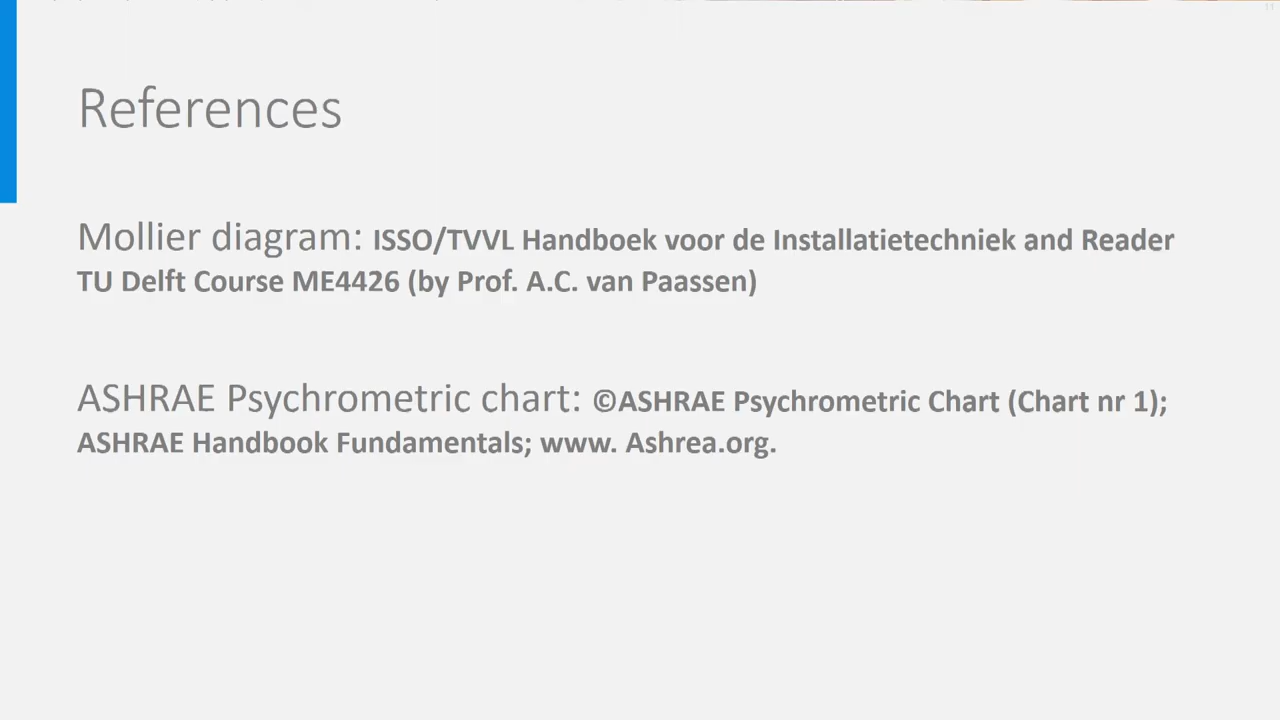 11
References
Mollier diagram: ISSO/TVVL Handboek voor de Installatietechniek and Reader
TU Delft Course ME4426 (by Prof. A.C. van Paassen)
ASHRAE Psychrometric chart: ©ASHRAE Psychrometric Chart (Chart nr 1);
ASHRAE Handbook Fundamentals; www. Ashrea.org.